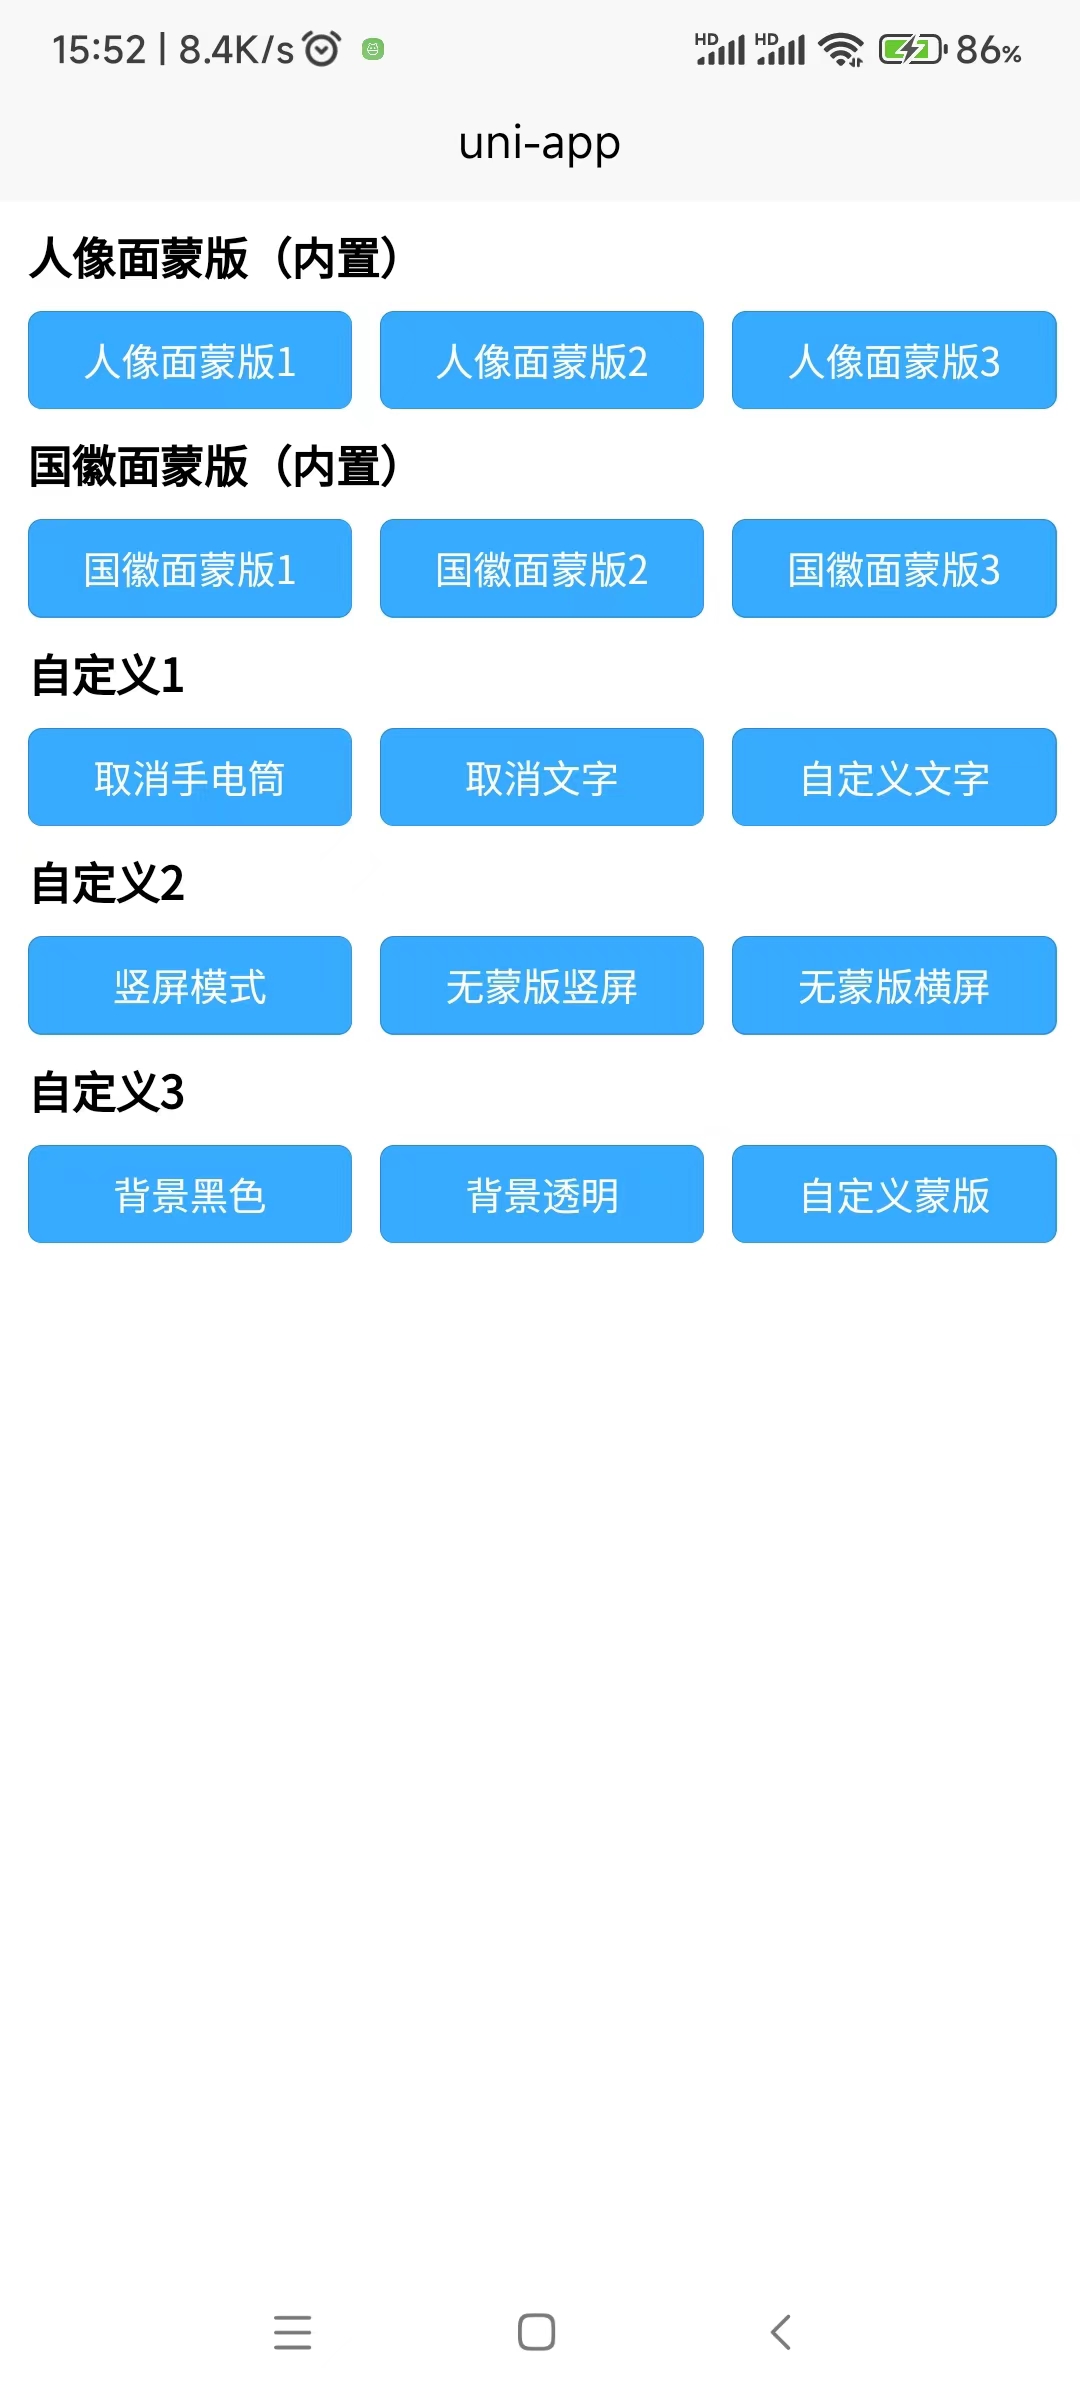 15:52 | 8.4K/s HD HD 86%
uni-app
人像面蒙版（内置）
人像面蒙版1 人像面蒙版2 人像面蒙版3
国徽面蒙版（内置）
国徽面蒙版1 国徽面蒙版2 国徽面蒙版3
自定义1
取消手电筒 取消文字 自定义文字
自定义2
竖屏模式 无蒙版竖屏 无蒙版横屏
自定义3
背景黑色 背景透明 自定义蒙版